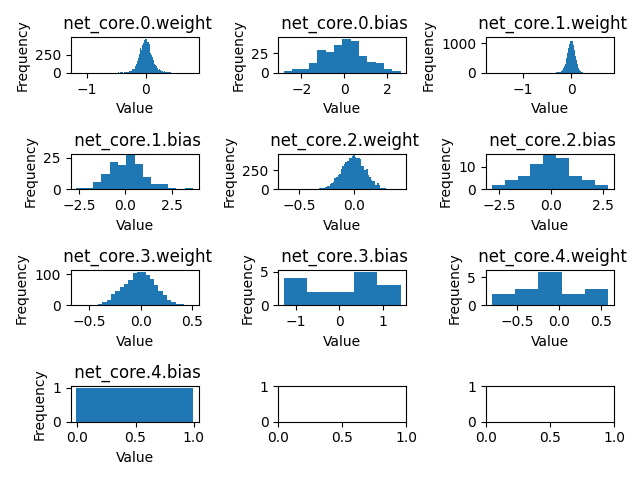 net_core.0.weight
net_core.0.bias
net_core.1.weight
Frequency
250
0
−1
0
Value
Frequency
25
0
−2
0
2
Value
Frequency
1000
0
−1
0
Value
net_core.1.bias
net_core.2.weight
net_core.2.bias
Frequency
25
0
−2.5
0.0
2.5
Value
Frequency
250
0
−0.5
0.0
Value
Frequency
10
0
−2.5
0.0
2.5
Value
net_core.3.weight
net_core.3.bias
net_core.4.weight
Frequency
100
0
−0.5
0.0
0.5
Value
Frequency
5
0
−1
0
1
Value
Frequency
5
0
−0.5
0.0
0.5
Value
net_core.4.bias
Frequency
1
0
0.0
0.5
1.0
Value
1
0
0.0
0.5
1.0
1
0
0.0
0.5
1.0